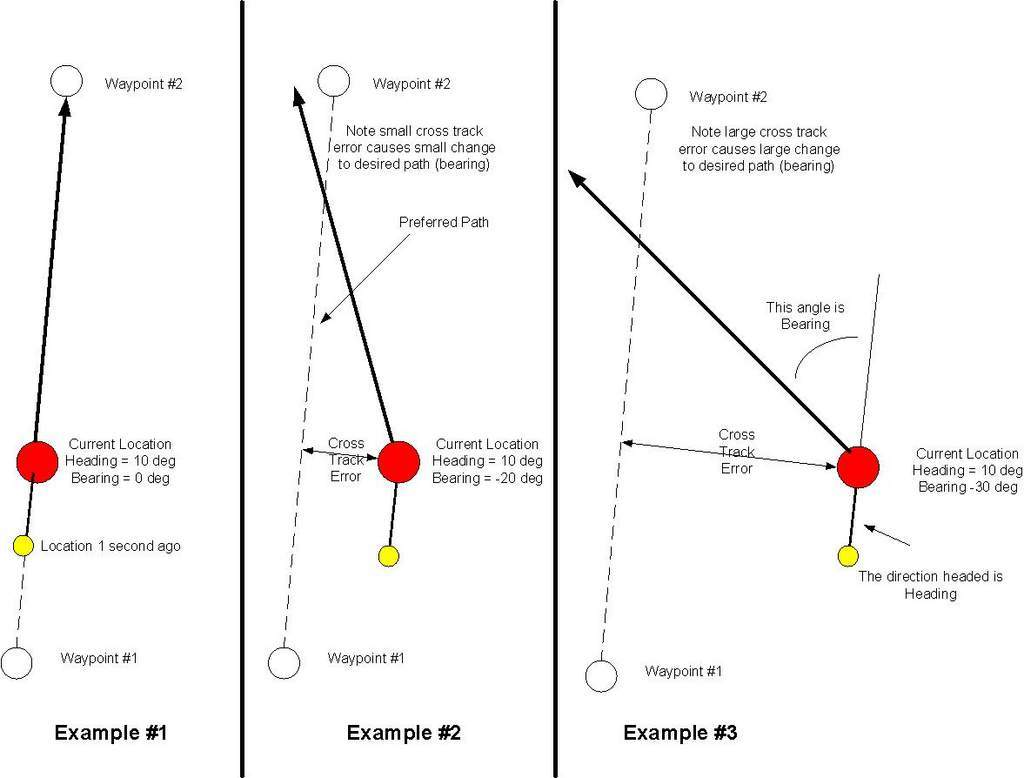 Waypoint #2
Current Location
Heading = 10 deg
Bearing = 0 deg
Location 1 second ago
Waypoint #1
Example #1
Waypoint #2
Note small cross track
error causes small change
to desired path (bearing)
Preferred Path
Cross
Track
Error
Current Location
Heading = 10 deg
Bearing = -20 deg
Waypoint #1
Example #2
Waypoint #2
Note large cross track
error causes large change
to desired path (bearing)
This angle is
Bearing
Cross
Track
Error
Current Location
Heading = 10 deg
Bearing -30 deg
The direction headed is
Heading
Waypoint #1
Example #3